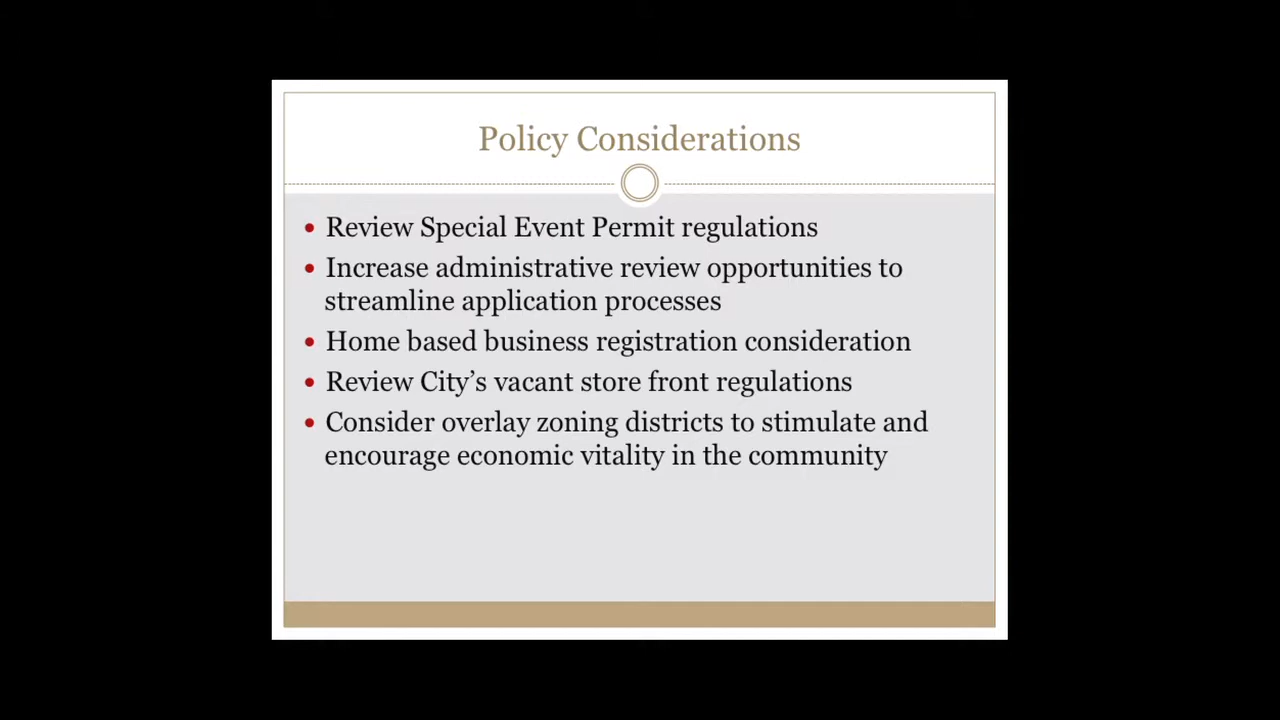 Policy Considerations
• Review Special Event Permit regulations
• Increase administrative review opportunities to
streamline application processes
• Home based business registration consideration
• Review City’s vacant store front regulations
• Consider overlay zoning districts to stimulate and
encourage economic vitality in the community